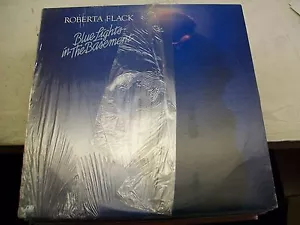 ROBERTA FLACK
Blue Lights
in The Basement